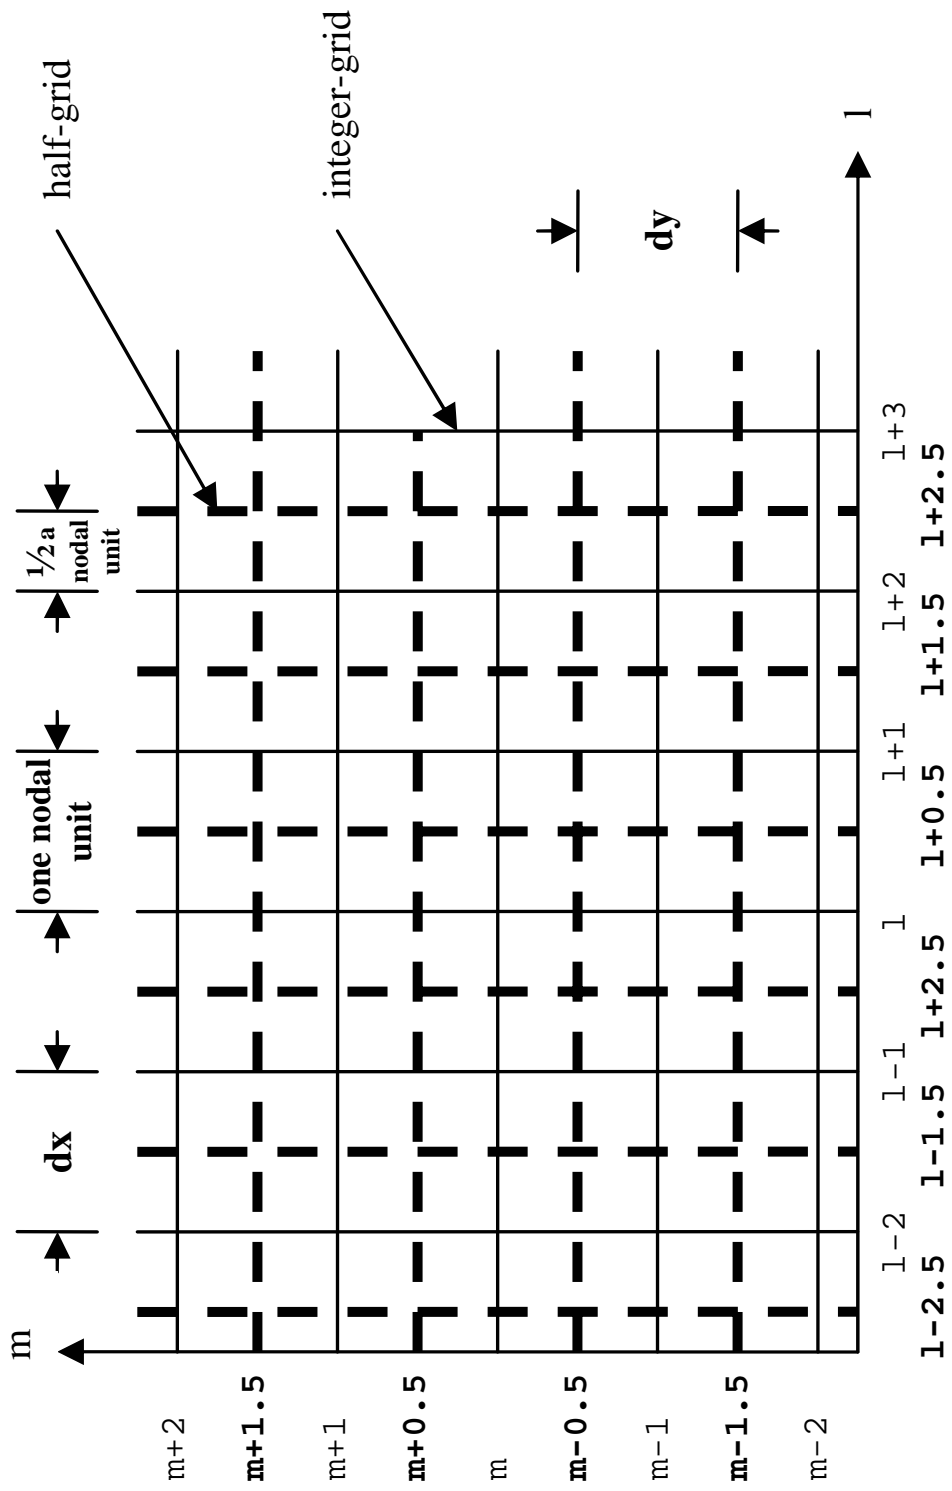 half-grid
integer-grid
½ a
nodal
unit
one nodal
unit
dx
dy
m
l
m+2
m+1.5
m+1
m+0.5
m
m-0.5
m-1
m-1.5
m-2
l-2
l-1
l
l+1
l+2
l+3
l-2.5
l-1.5
l+2.5
l+0.5
l+1.5
l+2.5